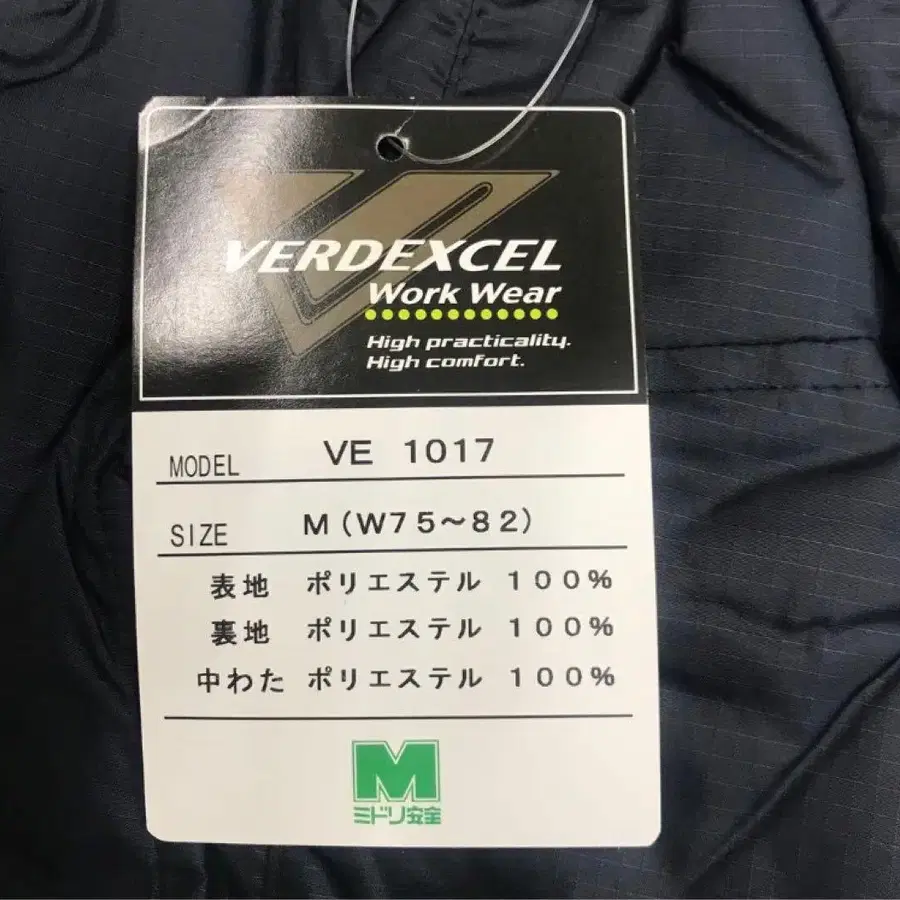 VERDEXCEL
Work Wear
High practicality.
High comfort.
MODEL VE 1017
SIZE M(W75～82)
表地 ポリエステル 100%
裏地 ポリエステル 100%
中わた ポリエステル 100%
M
ミドリ安全